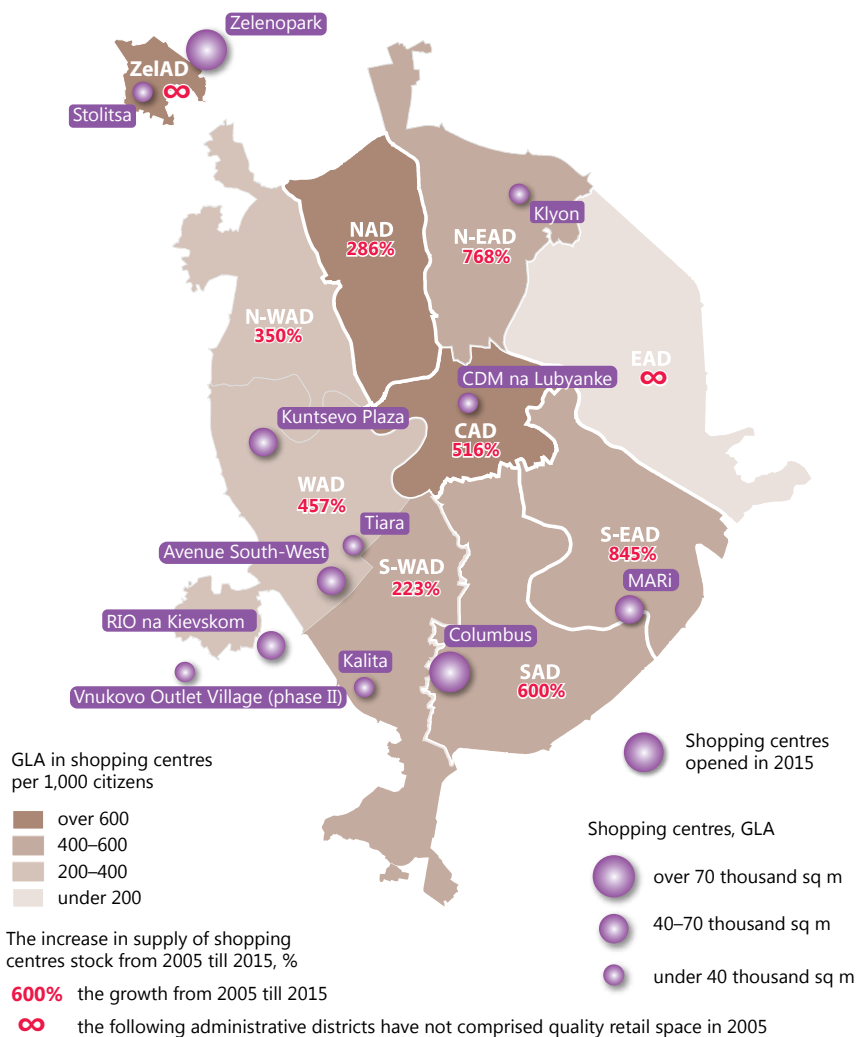 Zelenopark
ZelAD
∞
Stolitsa
NAD
286%
Klyon
N-EAD
768%
N-WAD
350%
EAD
∞
CDM na Lubyanke
Kuntsevo Plaza
CAD
516%
WAD
457%
Tiara
Avenue South-West
S-WAD
223%
S-EAD
845%
MARi
RIO na Kievskom
Columbus
Kalita
SAD
600%
Vnukovo Outlet Village (phase II)
GLA in shopping centres
per 1,000 citizens
over 600
400–600
200–400
under 200
The increase in supply of shopping
centres stock from 2005 till 2015, %
600% the growth from 2005 till 2015
∞ the following administrative districts have not comprised quality retail space in 2005
Shopping centres
opened in 2015
Shopping centres, GLA
over 70 thousand sq m
40–70 thousand sq m
under 40 thousand sq m